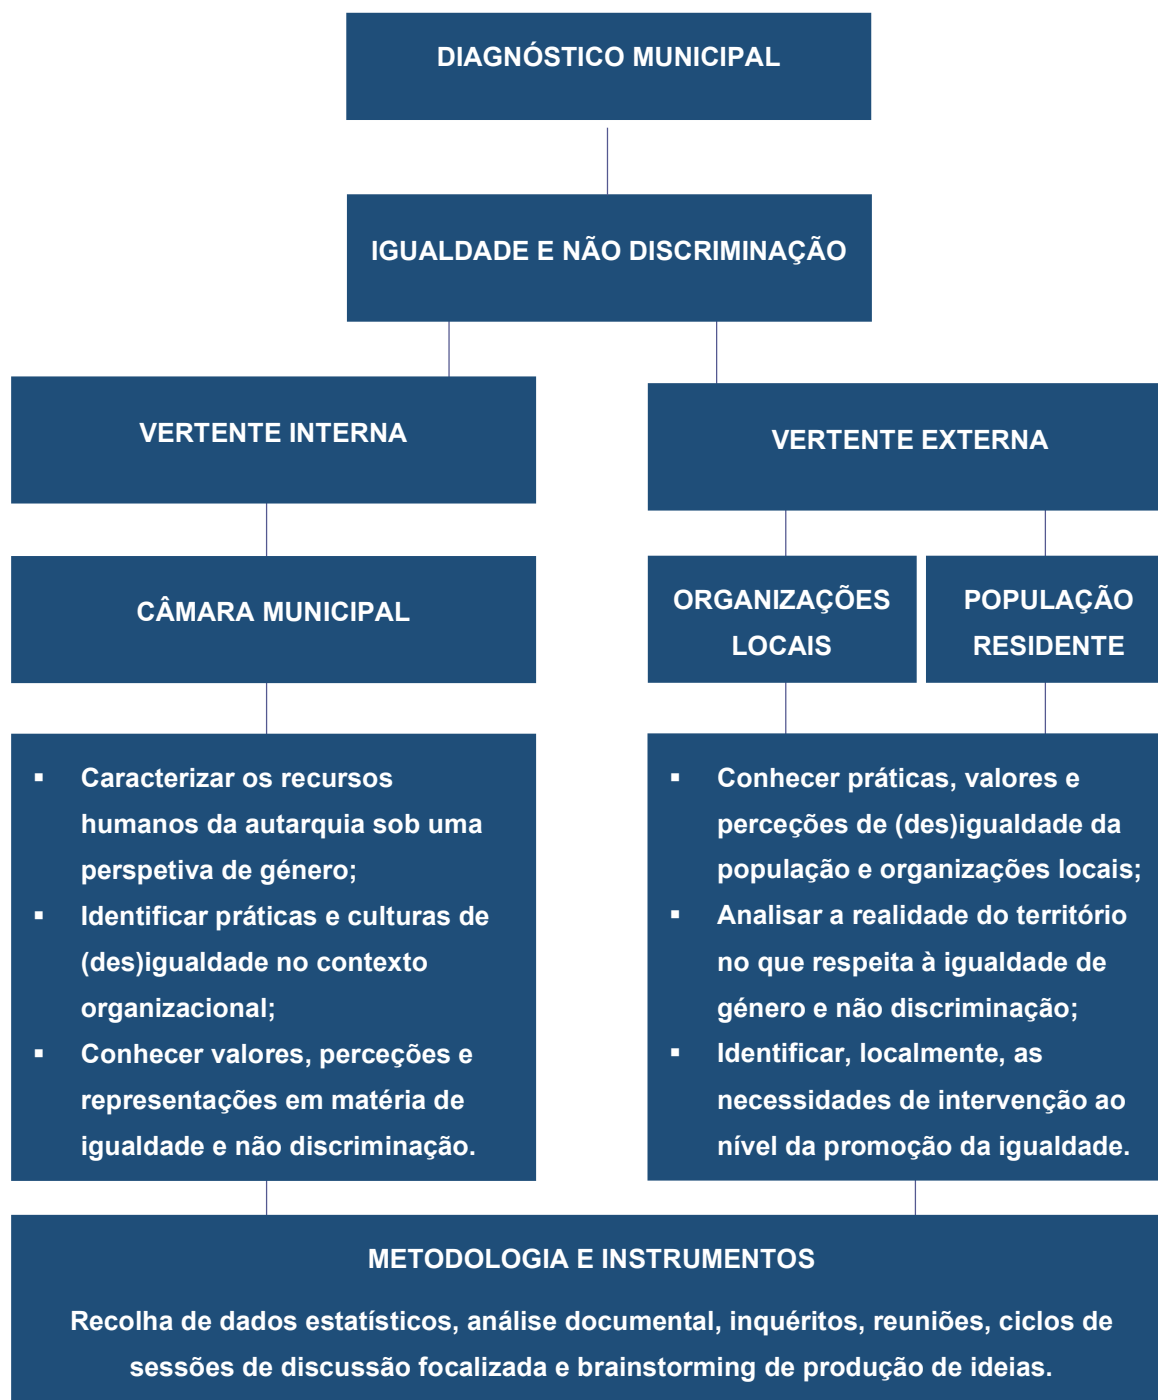 DIAGNÓSTICO MUNICIPAL
IGUALDADE E NÃO DISCRIMINAÇÃO
VERTENTE INTERNA
VERTENTE EXTERNA
CÂMARA MUNICIPAL
ORGANIZAÇÕES
LOCAIS
POPULAÇÃO
RESIDENTE
▪ Caracterizar os recursos
humanos da autarquia sob uma
perspetiva de género;
▪ Identificar práticas e culturas de
(des)igualdade no contexto
organizacional;
▪ Conhecer valores, perceções e
representações em matéria de
igualdade e não discriminação.
▪ Conhecer práticas, valores e
perceções de (des)igualdade da
população e organizações locais;
▪ Analisar a realidade do território
no que respeita à igualdade de
género e não discriminação;
▪ Identificar, localmente, as
necessidades de intervenção ao
nível da promoção da igualdade.
METODOLOGIA E INSTRUMENTOS
Recolha de dados estatísticos, análise documental, inquéritos, reuniões, ciclos de
sessões de discussão focalizada e brainstorming de produção de ideias.